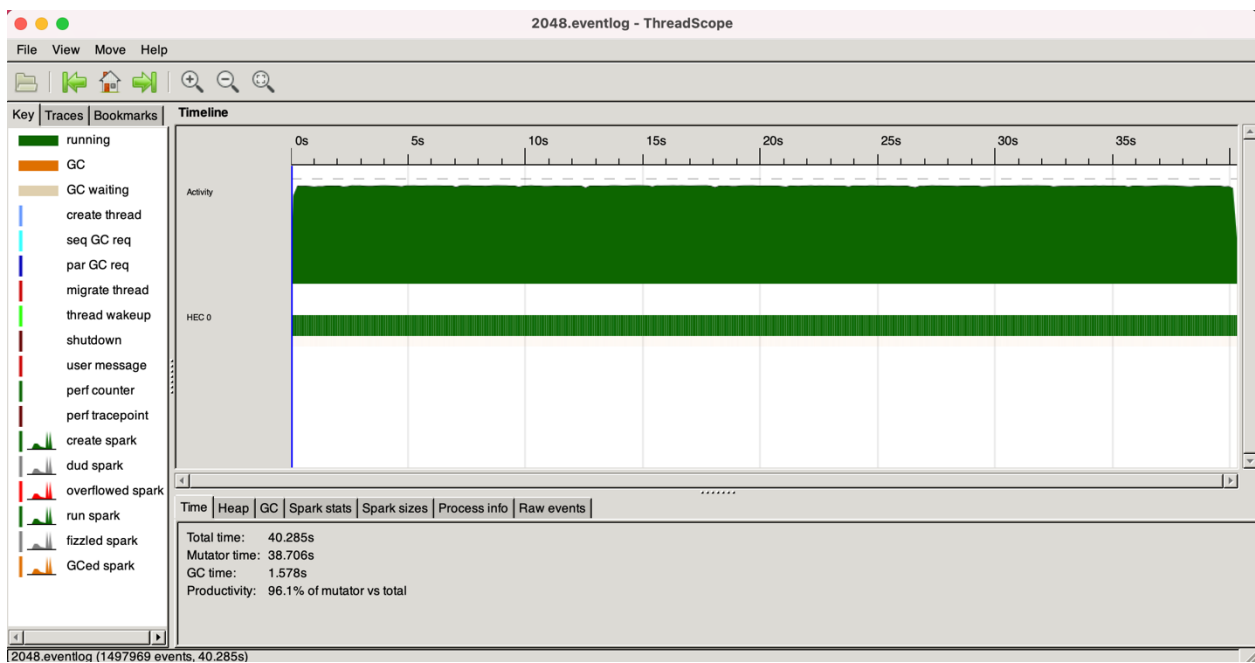 2048.eventlog - ThreadScope
File View Move Help
Key Traces Bookmarks
running
GC
GC waiting
create thread
seq GC req
par GC req
migrate thread
thread wakeup
shutdown
user message
perf counter
perf tracepoint
create spark
dud spark
overflowed spark
run spark
fizzled spark
GCed spark
Timeline
0s 5s 10s 15s 20s 25s 30s 35s
Activity
HEC 0
Time Heap GC Spark stats Spark sizes Process info Raw events
Total time: 40.285s
Mutator time: 38.706s
GC time: 1.578s
Productivity: 96.1% of mutator vs total
2048.eventlog (1497969 events, 40.285s)